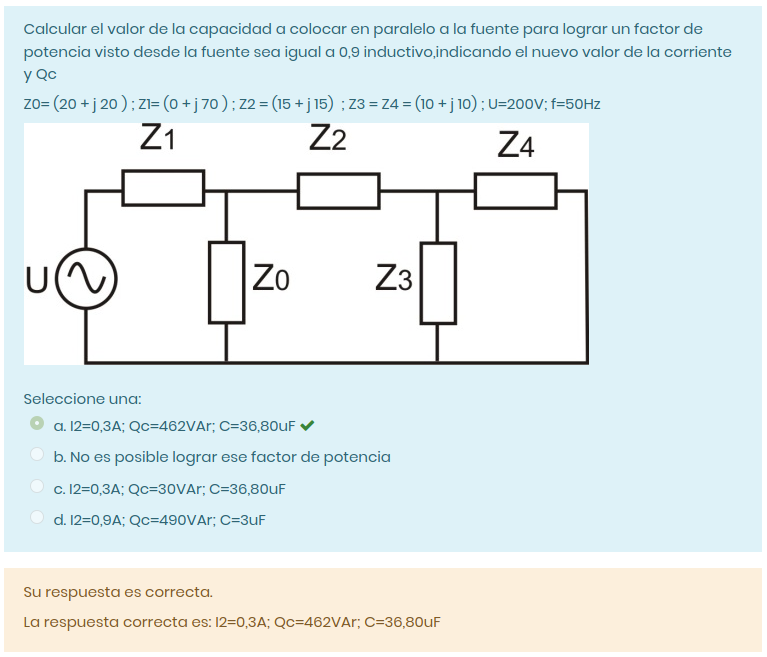 Calcular el valor de la capacidad a colocar en paralelo a la fuente para lograr un factor de
potencia visto desde la fuente sea igual a 0,9 inductivo,indicando el nuevo valor de la corriente
y Qc
Z0= (20 + j 20 ) ; Z1= (0 + j 70 ) ; Z2 = (15 + j 15) ; Z3 = Z4 = (10 + j 10) ; U=200V; f=50Hz
Z1 Z2 Z4
U Z0 Z3
Seleccione una:
a. I2=0,3A; Qc=462VAr; C=36,80uF
b. No es posible lograr ese factor de potencia
c. I2=0,3A; Qc=30VAr; C=36,80uF
d. I2=0,9A; Qc=490VAr; C=3uF
Su respuesta es correcta.
La respuesta correcta es: I2=0,3A; Qc=462VAr; C=36,80uF